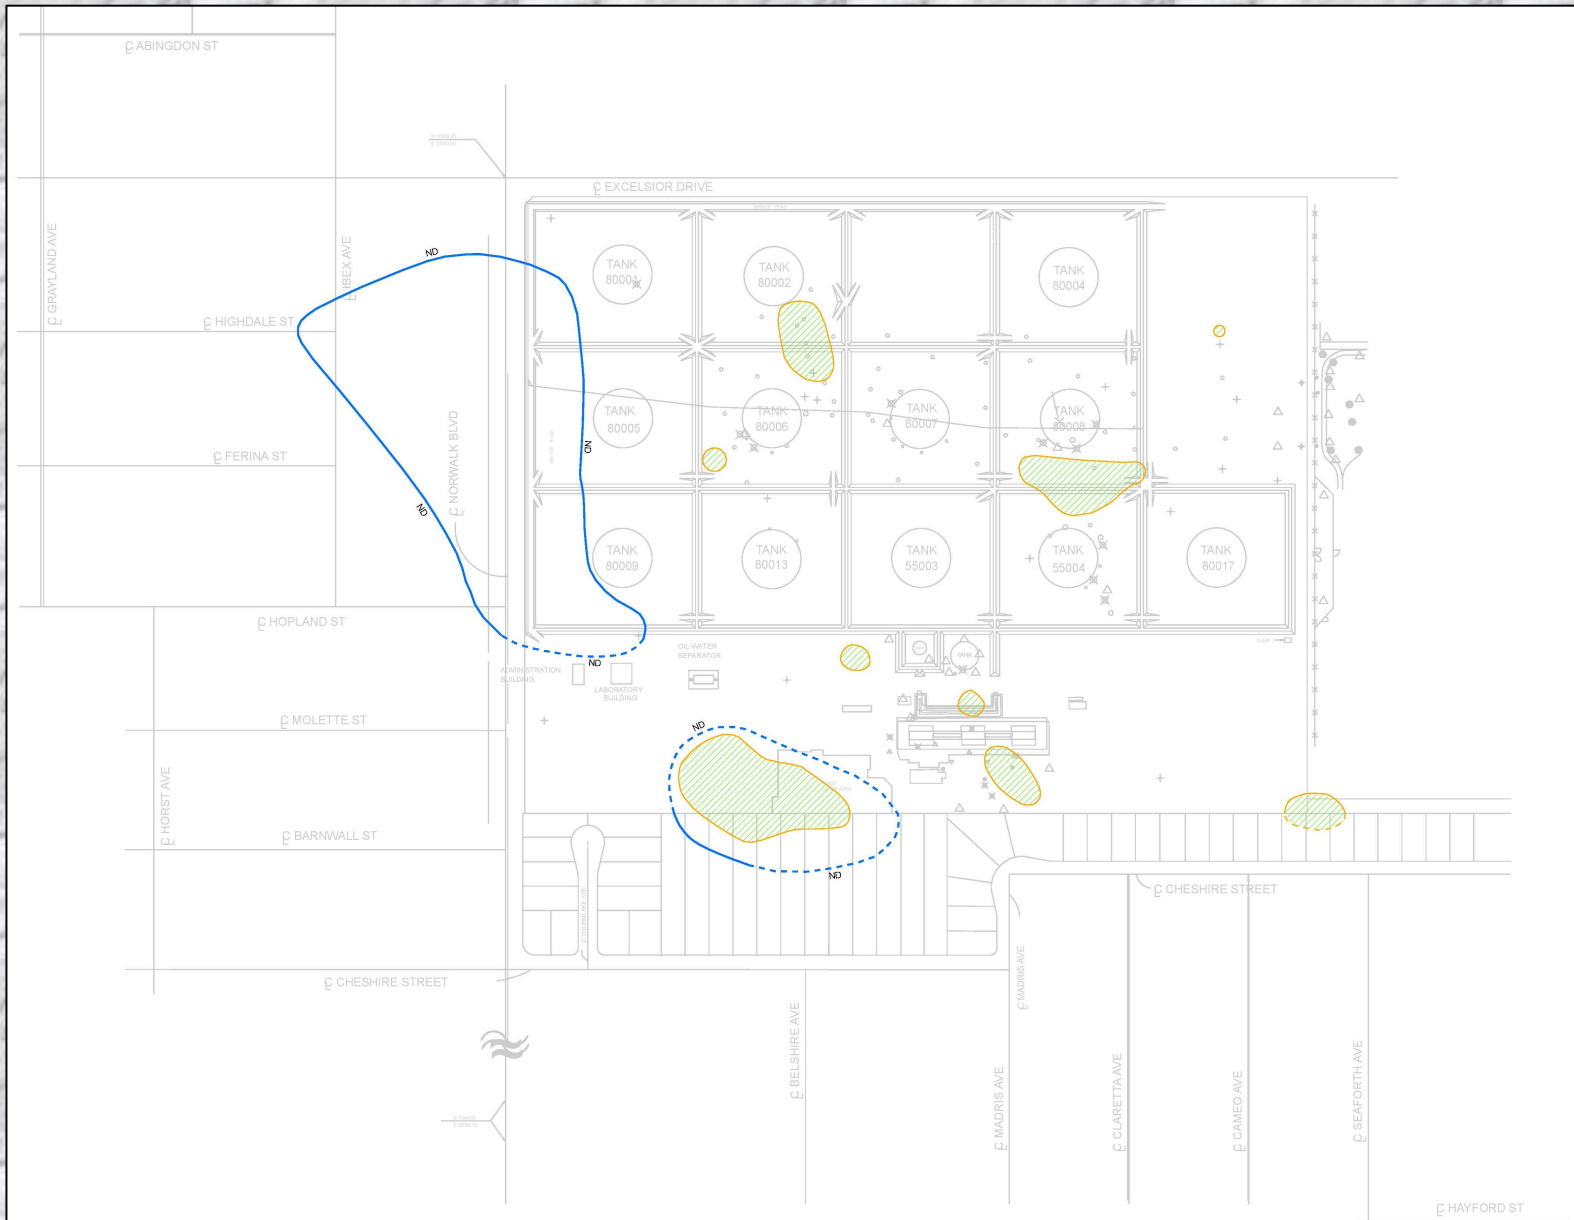 ℄ ABINGDON ST
℄ EXCELSIOR DRIVE
℄ GRAYLAND AVE
℄ IBEX AVE
ND
℄ HIGHDALE ST
TANK
80001
TANK
80002
TANK
80004
℄ FERINA ST
℄ NORWALK BLVD
ND
ND
TANK
80005
TANK
80006
TANK
80007
TANK
80008
TANK
80009
TANK
80013
TANK
55003
TANK
55004
TANK
80017
℄ HOPLAND ST
ND
ADMINISTRATION
BUILDING
LABORATORY
BUILDING
OIL-WATER
SEPARATOR
TANK
℄ MOLETTE ST
ND
℄ HORST AVE
℄ BARNWALL ST
ND
℄ CHESHIRE STREET
℄ CHESHIRE STREET
℄ MADRIS AVE
℄ BELSHIRE AVE
℄ MADRIS AVE
℄ CLARETTA AVE
℄ CAMEO AVE
℄ SEAFORTH AVE
℄ HAYFORD ST